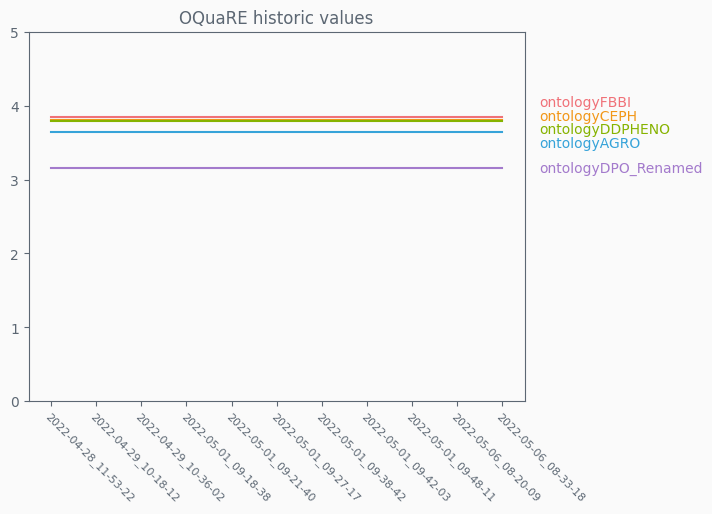 OQuaRE historic values
5
4
3
2
1
0
ontologyFBBI
ontologyCEPH
ontologyDDPHENO
ontologyAGRO
ontologyDPO_Renamed
2022-04-28_11-53-22
2022-04-29_10-18-12
2022-04-29_10-36-02
2022-05-01_09-18-38
2022-05-01_09-21-40
2022-05-01_09-27-17
2022-05-01_09-38-42
2022-05-01_09-42-03
2022-05-01_09-48-11
2022-05-06_08-20-09
2022-05-06_08-33-18